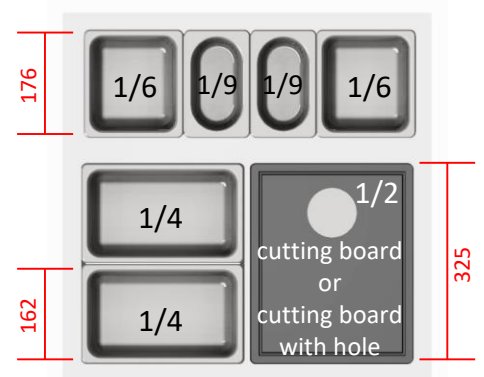 176
1/6
1/9
1/9
1/6
1/4
1/2
cutting board
or
cutting board
with hole
325
162
1/4